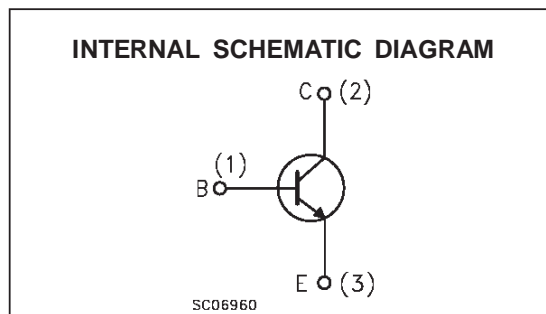 INTERNAL SCHEMATIC DIAGRAM
C (2)
(1)
B
E (3)
SC06960